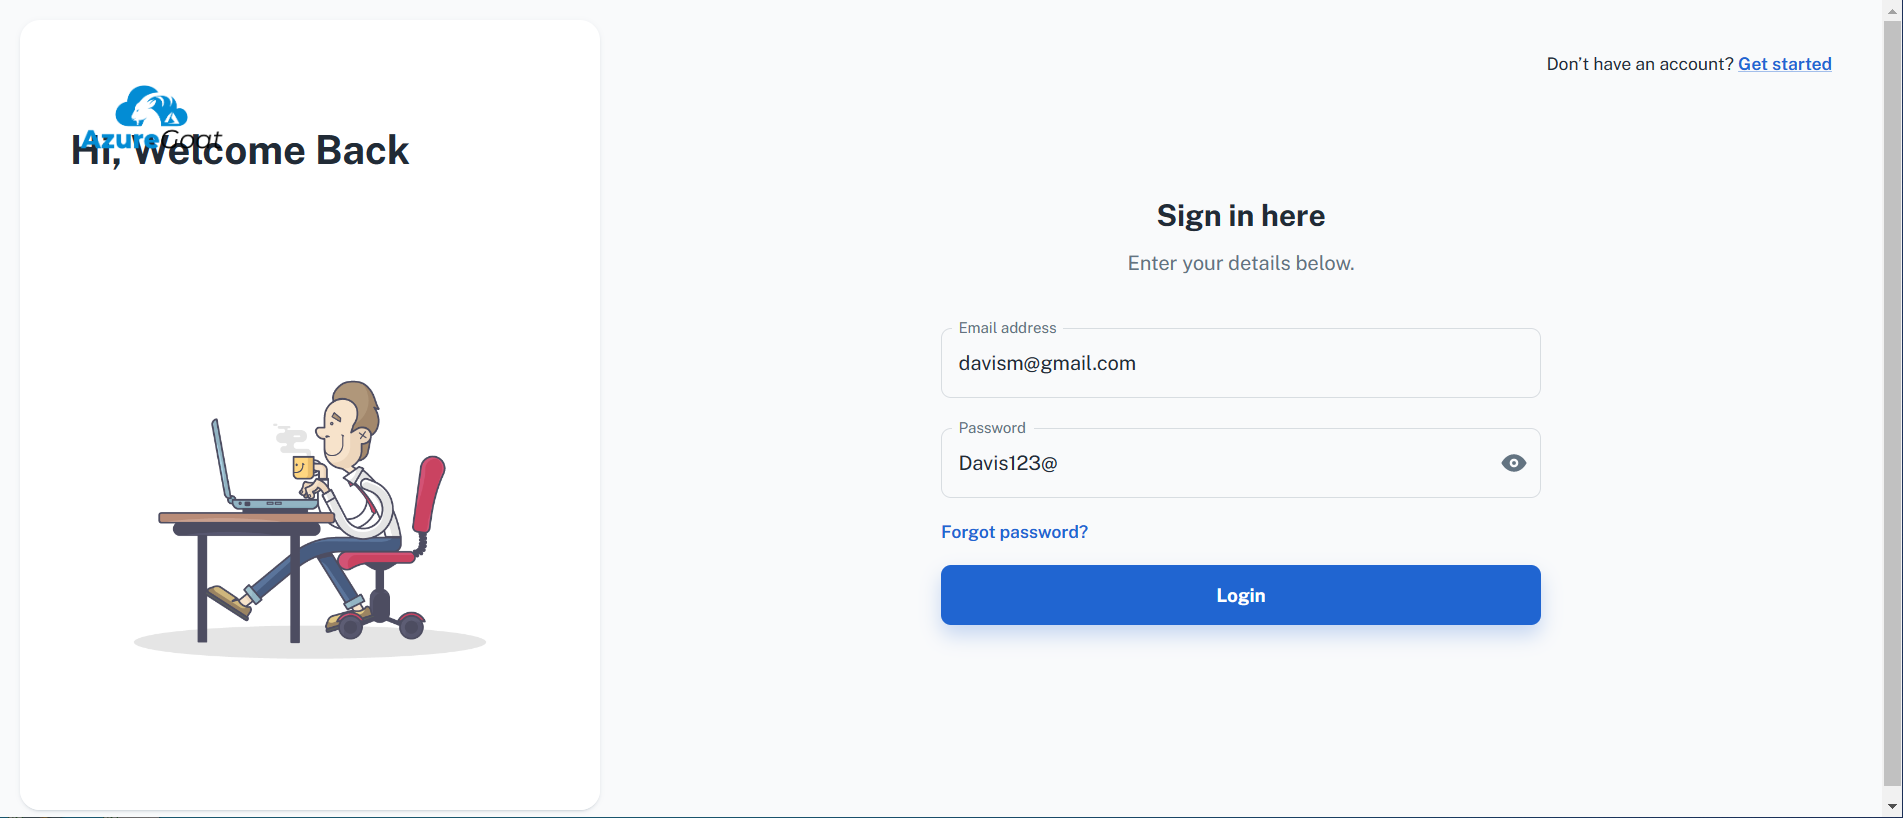 AzureGoat
Hi, Welcome Back
Don't have an account? Get started
Sign in here
Enter your details below.
Email address
davism@gmail.com
Password
Davis123@
Forgot password?
Login